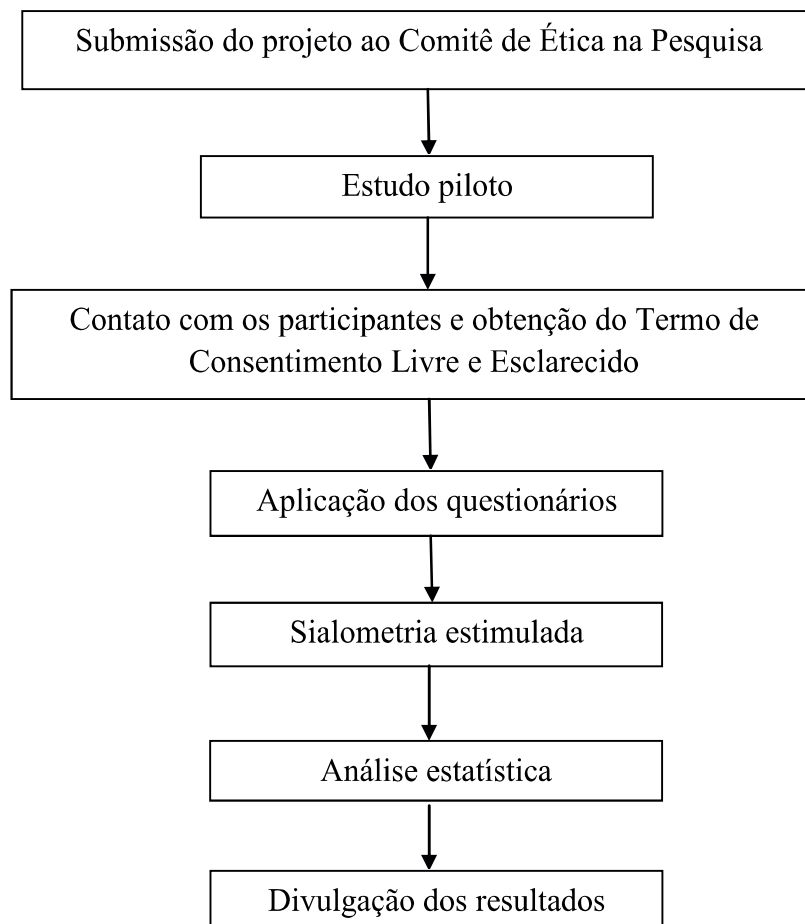 Submissão do projeto ao Comitê de Ética na Pesquisa
Estudo piloto
Contato com os participantes e obtenção do Termo de
Consentimento Livre e Esclarecido
Aplicação dos questionários
Sialometria estimulada
Análise estatística
Divulgação dos resultados